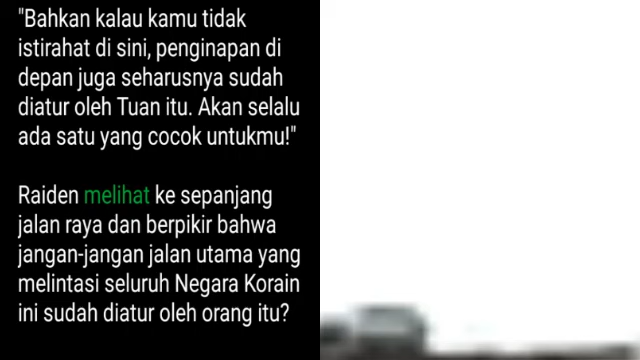 "Bahkan kalau kamu tidak
istirahat di sini, penginapan di
depan juga seharusnya sudah
diatur oleh Tuan itu. Akan selalu
ada satu yang cocok untukmu!"
Raiden melihat ke sepanjang
jalan raya dan berpikir bahwa
jangan-jangan jalan utama yang
melintasi seluruh Negara Korain
ini sudah diatur oleh orang itu?